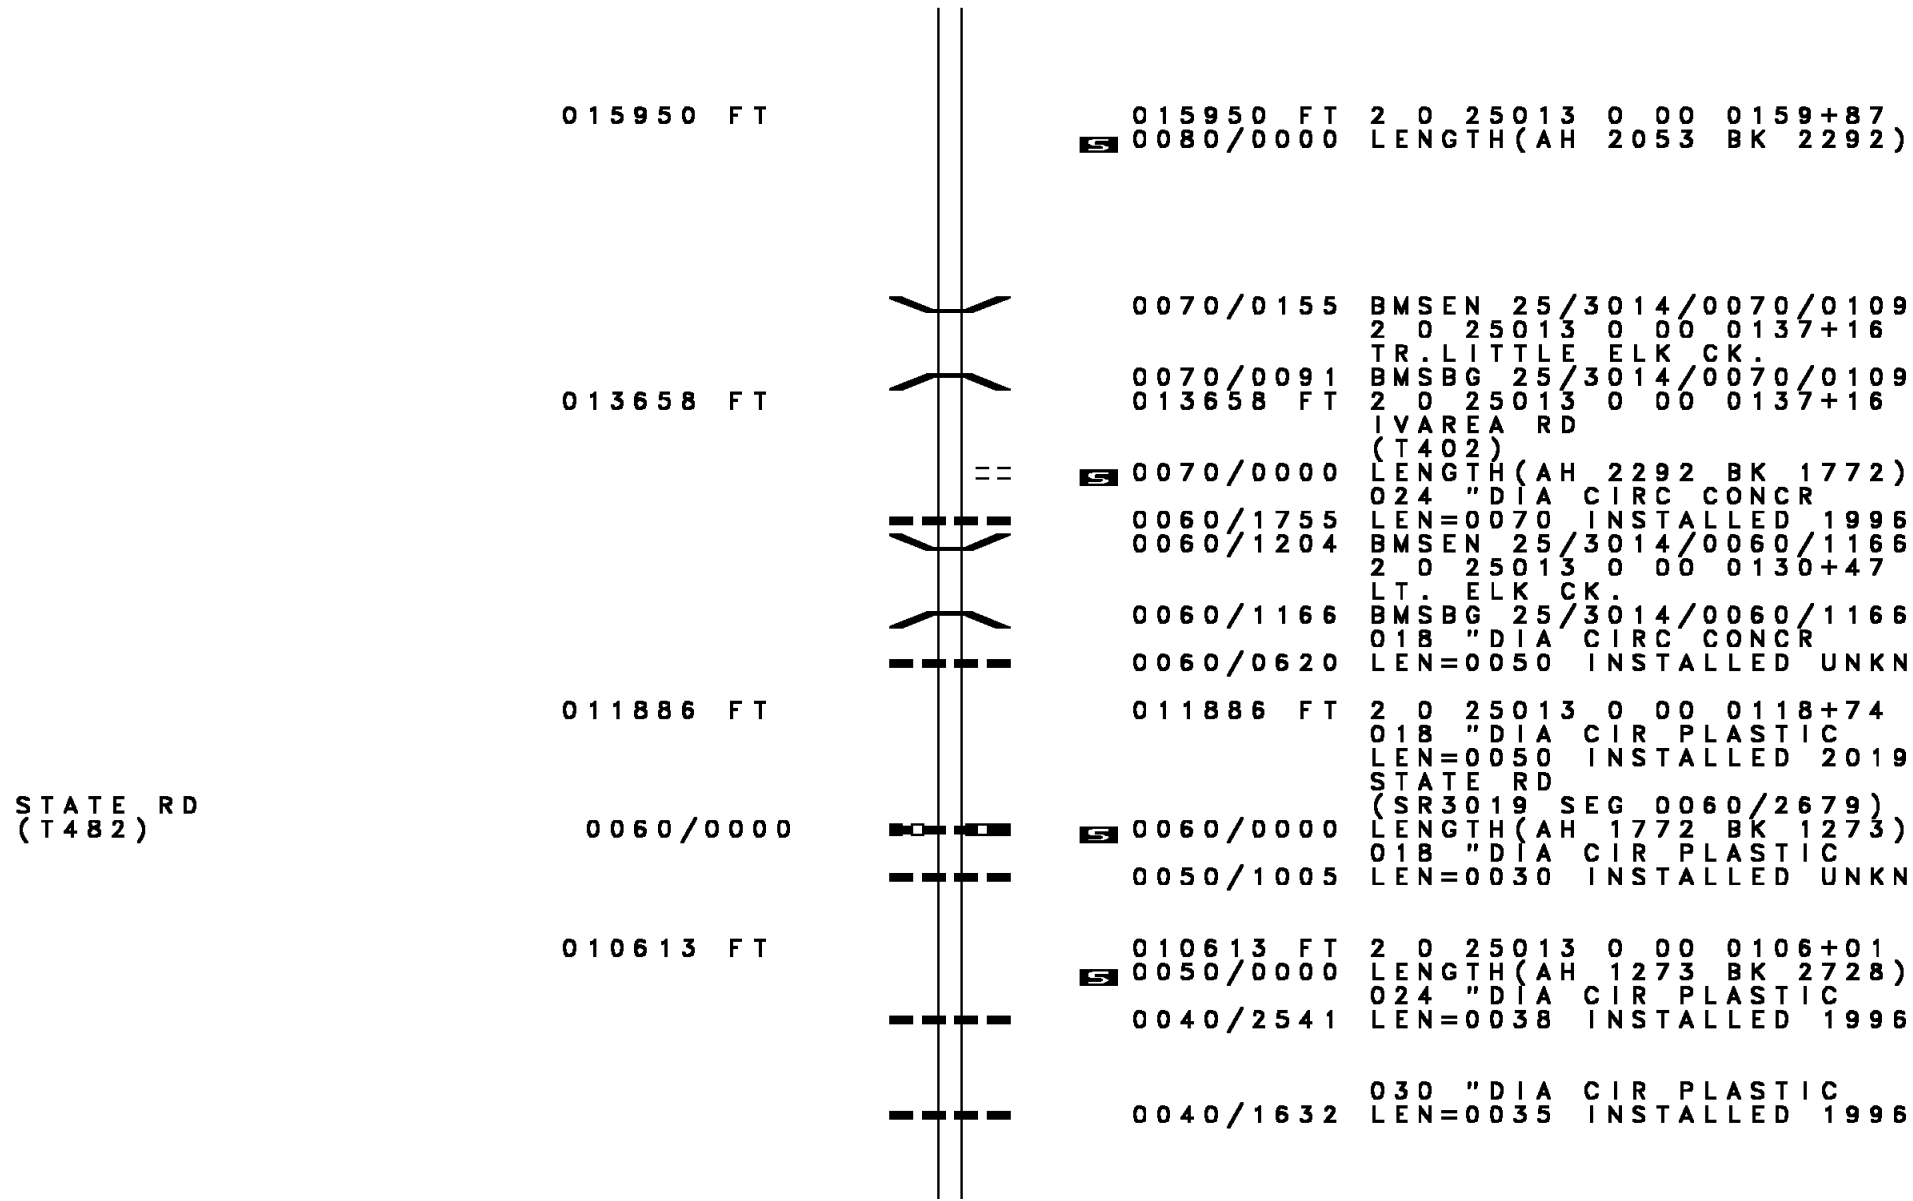 015950 FT 015950 FT 2 0 25013 0 00 0159+87
S 0080/0000 LENGTH(AH 2053 BK 2292)
0070/0155 BMSEN 25/3014/0070/0109
2 0 25013 0 00 0137+16
TR.LITTLE ELK CK.
0070/0091 BMSBG 25/3014/0070/0109
013658 FT 013658 FT 2 0 25013 0 00 0137+16
IVAREA RD
(T402)
S 0070/0000 LENGTH(AH 2292 BK 1772)
024 "DIA CIRC CONCR
0060/1755 LEN=0070 INSTALLED 1996
0060/1204 BMSEN 25/3014/0060/1166
2 0 25013 0 00 0130+47
LT. ELK CK.
0060/1166 BMSBG 25/3014/0060/1166
018 "DIA CIRC CONCR
0060/0620 LEN=0050 INSTALLED UNKN
011886 FT 011886 FT 2 0 25013 0 00 0118+74
018 "DIA CIR PLASTIC
LEN=0050 INSTALLED 2019
STATE RD
STATE RD (SR3019 SEG 0060/2679)
(T482) 0060/0000 S 0060/0000 LENGTH(AH 1772 BK 1273)
018 "DIA CIR PLASTIC
0050/1005 LEN=0030 INSTALLED UNKN
010613 FT 010613 FT 2 0 25013 0 00 0106+01
S 0050/0000 LENGTH(AH 1273 BK 2728)
024 "DIA CIR PLASTIC
0040/2541 LEN=0038 INSTALLED 1996
030 "DIA CIR PLASTIC
0040/1632 LEN=0035 INSTALLED 1996